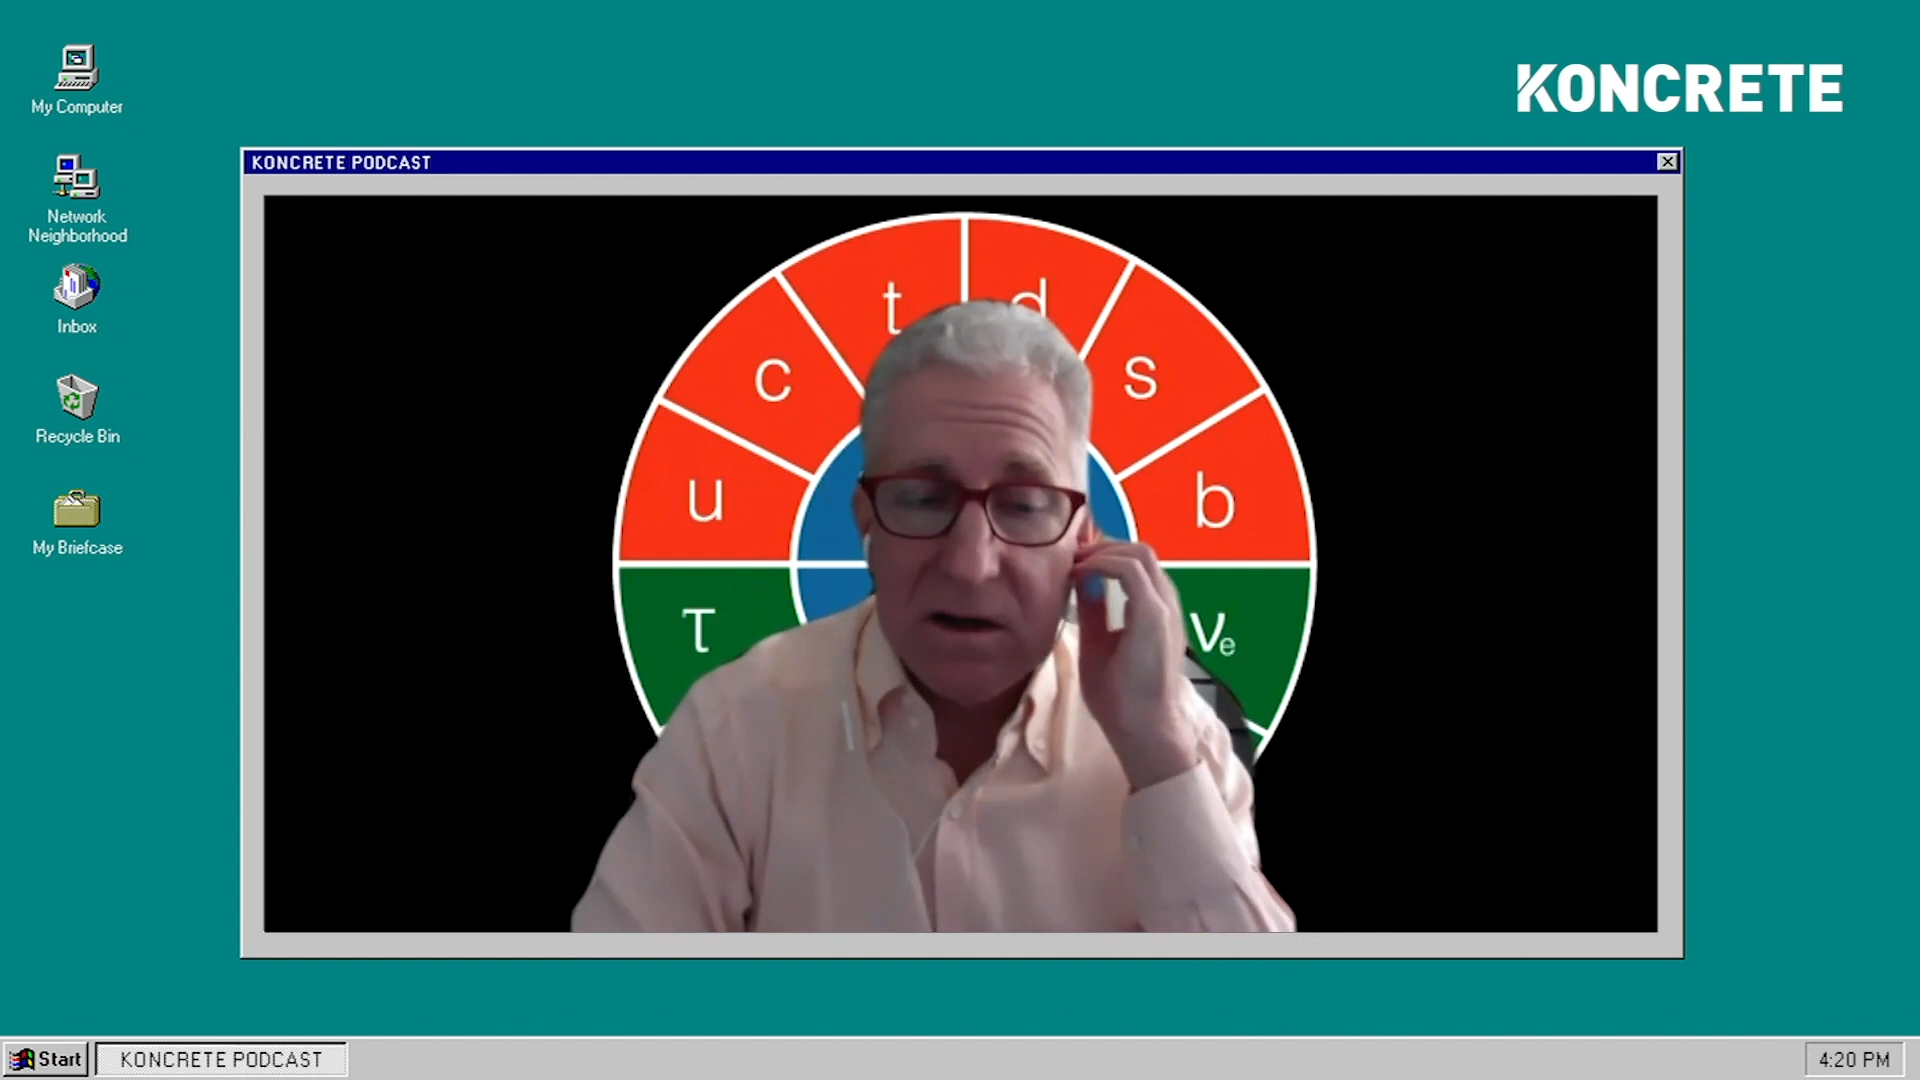 My Computer
Network
Neighborhood
Inbox
Recycle Bin
My Briefcase
KONCRETE
KONCRETE PODCAST
t
d
c
s
u
b
τ
νe
Start
KONCRETE PODCAST
4:20 PM